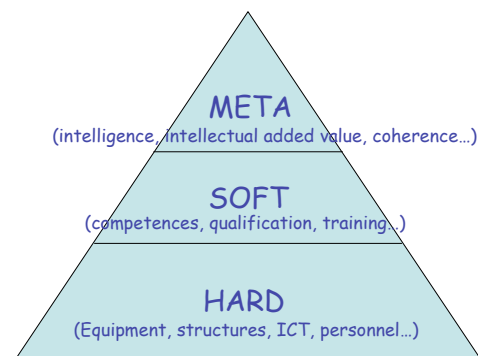 META
(intelligence, intellectual added value, coherence…)
SOFT
(competences, qualification, training…)
HARD
(Equipment, structures, ICT, personnel…)